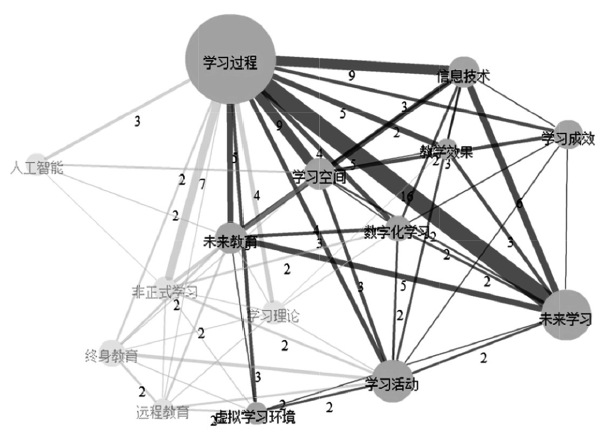 学习过程
信息技术
9
3
5
3
学习成效
9
2
4
教学效果
人工智能
5
2 3
学习空间
2
7
5
4
16
6
2
未来教育
4
数字化学习
2
3
3
2
2
2
非正式学习
3
5
未来学习
2
学习理论
2
2
2
终身教育
2
3
学习活动
2
远程教育
虚拟学习环境
2
2